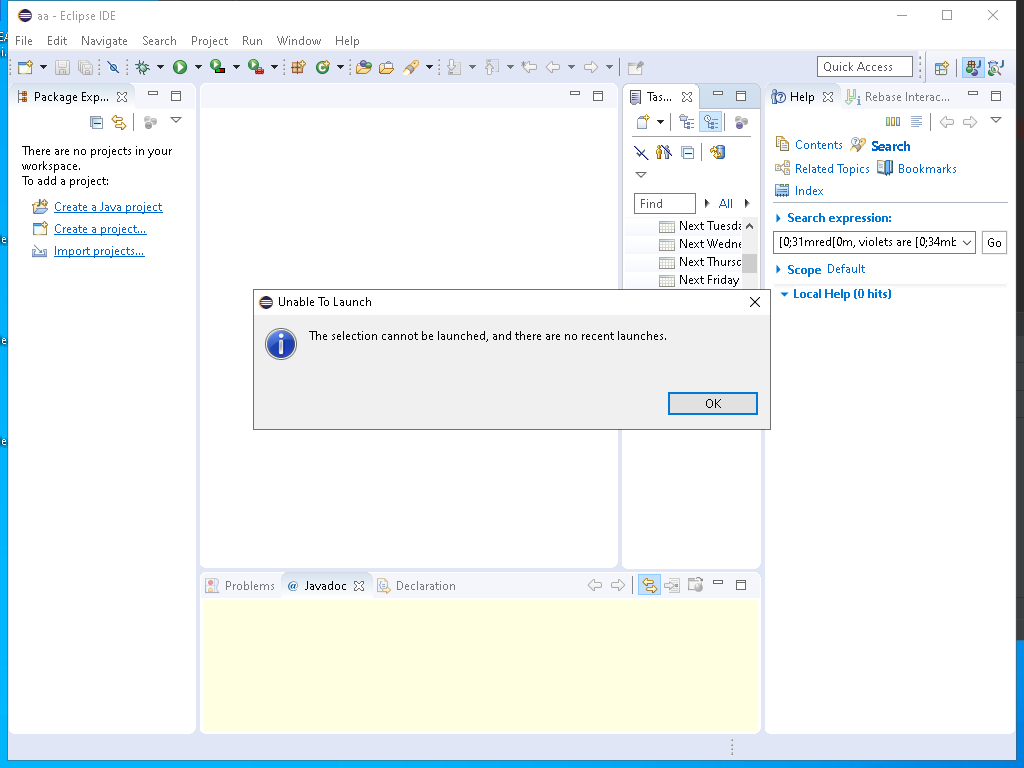 aa - Eclipse IDE
File Edit Navigate Search Project Run Window Help
Quick Access
Package Exp...
There are no projects in your
workspace.
To add a project:
Create a Java project
Create a project...
Import projects...
Tas...
Find
All
Next Tuesda
Next Wedne
Next Thursd
Next Friday
Help
Rebase Interac...
Contents
Search
Related Topics
Bookmarks
Index
Search expression:
[0;31mred[0m, violets are [0;34mb
Go
Scope Default
Local Help (0 hits)
Unable To Launch
The selection cannot be launched, and there are no recent launches.
OK
Problems
@ Javadoc
Declaration